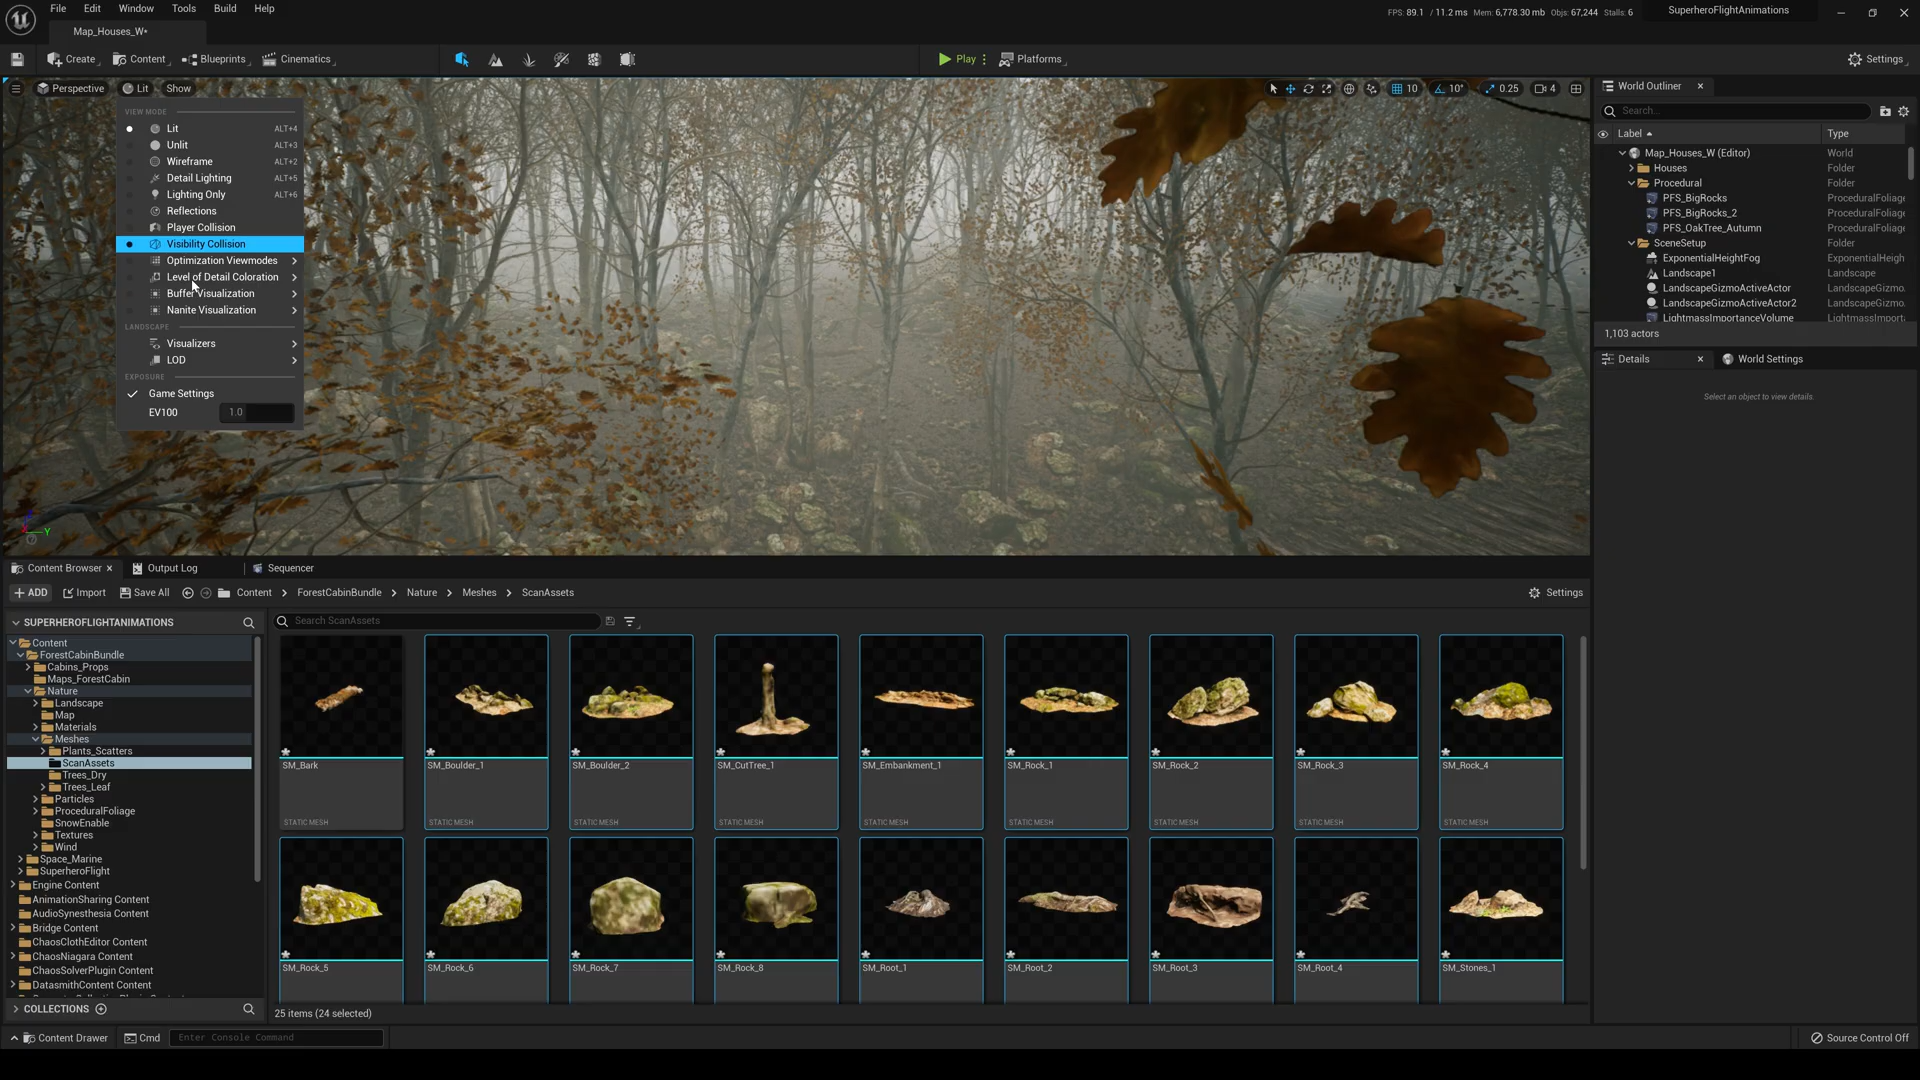 File Edit Window Tools Build Help
FPS: 89.1 / 11.2 ms Mem: 6,778.30 mb Objs: 67,244 Stalls: 6
SuperheroFlightAnimations
Map_Houses_W*
Create Content Blueprints Cinematics Play Platforms Settings
Perspective Lit Show
10 10° 0.25 4
VIEW MODE
Lit ALT+4
Unlit ALT+3
Wireframe ALT+2
Detail Lighting ALT+5
Lighting Only ALT+6
Reflections
Player Collision
Visibility Collision
Optimization Viewmodes
Level of Detail Coloration
Buffer Visualization
Nanite Visualization
LANDSCAPE
Visualizers
LOD
EXPOSURE
Game Settings
EV100 1.0
Y
World Outliner
Search...
Label Type
Map_Houses_W (Editor) World
Houses Folder
Procedural Folder
PFS_BigRocks ProceduralFoliage
PFS_BigRocks_2 ProceduralFoliage
PFS_OakTree_Autumn ProceduralFoliage
SceneSetup Folder
ExponentialHeightFog ExponentialHeigh
Landscape1 Landscape
LandscapeGizmoActiveActor LandscapeGizmo.
LandscapeGizmoActiveActor2 LandscapeGizmo.
LightmassImportanceVolume LightmassImporta
1,103 actors
Details World Settings
Select an object to view details.
Content Browser Output Log Sequencer
ADD Import Save All Content ForestCabinBundle Nature Meshes ScanAssets Settings
SUPERHEROFLIGHTANIMATIONS
Content
ForestCabinBundle
Cabins_Props
Maps_ForestCabin
Nature
Landscape
Map
Materials
Meshes
Plants_Scatters
ScanAssets
Trees_Dry
Trees_Leaf
Particles
ProceduralFoliage
SnowEnable
Textures
Wind
Space_Marine
SuperheroFlight
Engine Content
AnimationSharing Content
AudioSynesthesia Content
Bridge Content
ChaosClothEditor Content
ChaosNiagara Content
ChaosSolverPlugin Content
DatasmithContent Content
COLLECTIONS
Search ScanAssets
SM_Bark SM_Boulder_1 SM_Boulder_2 SM_CutTree_1 SM_Embankment_1 SM_Rock_1 SM_Rock_2 SM_Rock_3 SM_Rock_4
STATIC MESH STATIC MESH STATIC MESH STATIC MESH STATIC MESH STATIC MESH STATIC MESH STATIC MESH STATIC MESH
SM_Rock_5 SM_Rock_6 SM_Rock_7 SM_Rock_8 SM_Root_1 SM_Root_2 SM_Root_3 SM_Root_4 SM_Stones_1
25 items (24 selected)
Content Drawer Cmd Enter Console Command Source Control Off